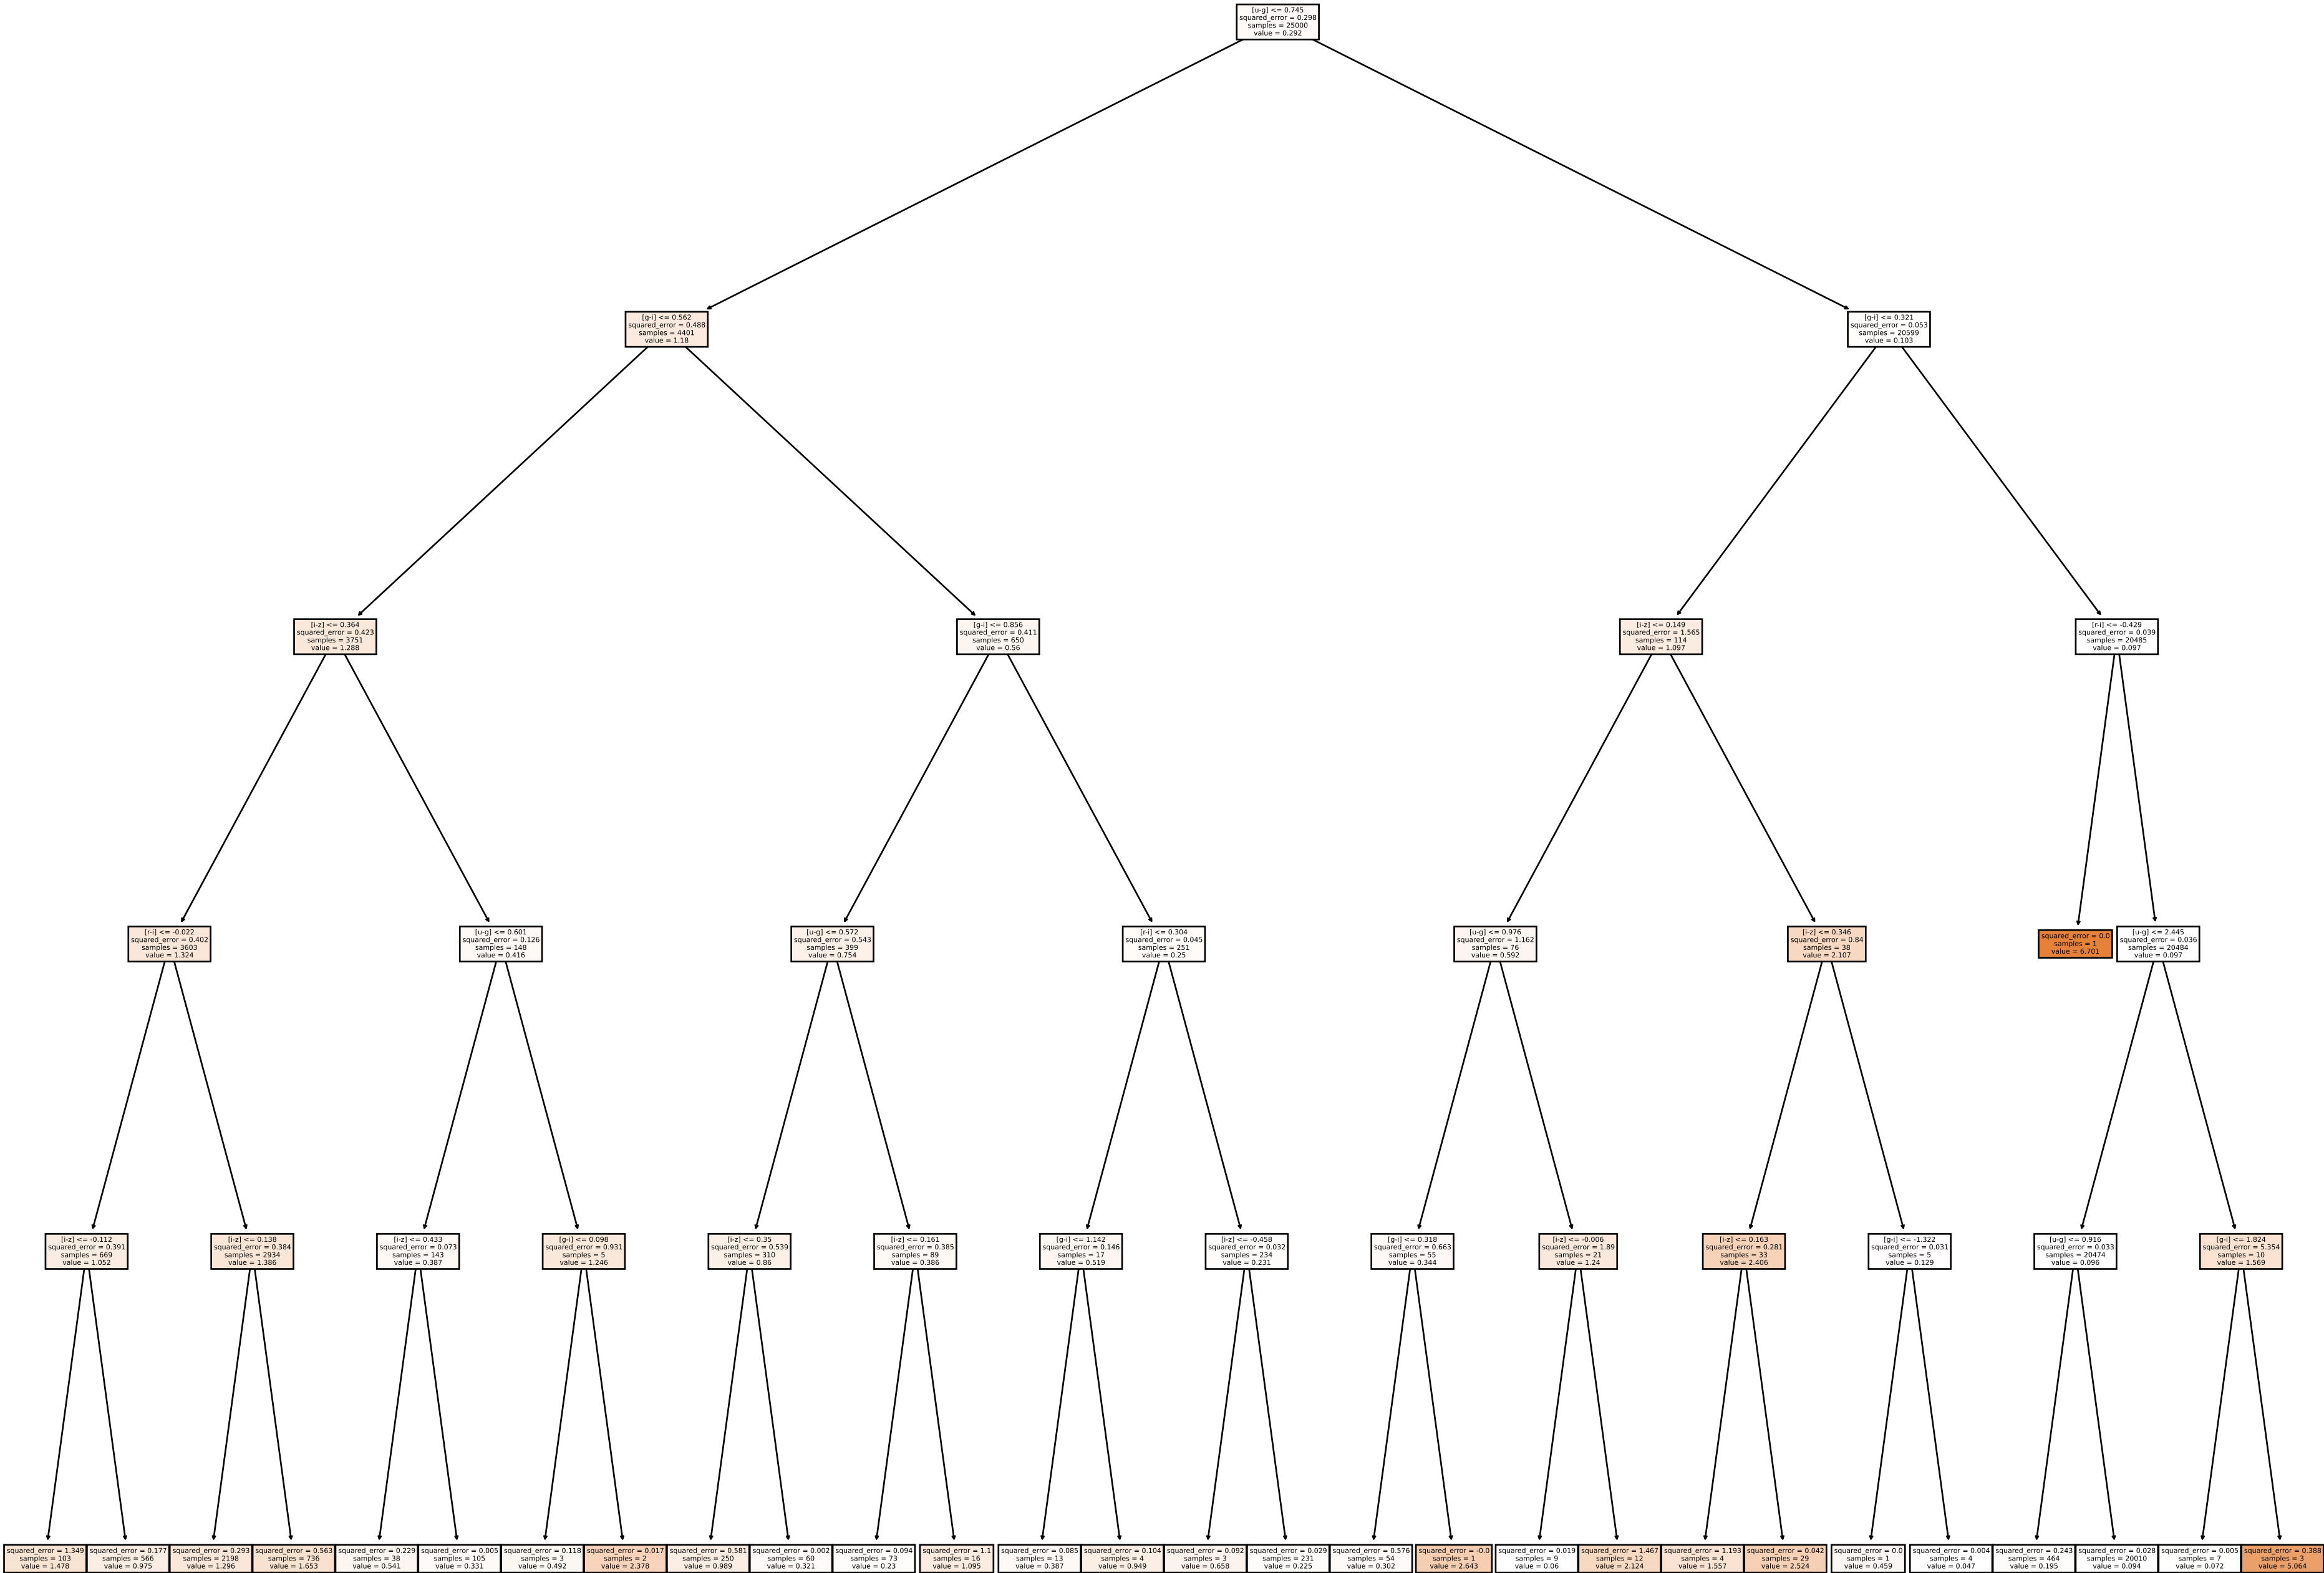 [u-g] <= 0.745
squared_error = 0.298
samples = 25000
value = 0.292
[g-i] <= 0.562
squared_error = 0.488
samples = 4401
value = 1.18
[g-i] <= 0.321
squared_error = 0.053
samples = 20599
value = 0.103
[i-z] <= 0.364
squared_error = 0.423
samples = 3751
value = 1.288
[g-i] <= 0.856
squared_error = 0.411
samples = 650
value = 0.56
[i-z] <= 0.149
squared_error = 1.565
samples = 114
value = 1.097
[r-i] <= -0.429
squared_error = 0.039
samples = 20485
value = 0.097
[r-i] <= -0.022
squared_error = 0.402
samples = 3603
value = 1.324
[u-g] <= 0.601
squared_error = 0.126
samples = 148
value = 0.416
[u-g] <= 0.572
squared_error = 0.543
samples = 399
value = 0.754
[r-i] <= 0.304
squared_error = 0.045
samples = 251
value = 0.25
[u-g] <= 0.976
squared_error = 1.162
samples = 76
value = 0.592
[i-z] <= 0.346
squared_error = 0.84
samples = 38
value = 2.107
squared_error = 0.0
samples = 1
value = 6.701
[u-g] <= 2.445
squared_error = 0.036
samples = 20484
value = 0.097
[i-z] <= -0.112
squared_error = 0.391
samples = 669
value = 1.052
[i-z] <= 0.138
squared_error = 0.384
samples = 2934
value = 1.386
[i-z] <= 0.433
squared_error = 0.073
samples = 143
value = 0.387
[g-i] <= 0.098
squared_error = 0.931
samples = 5
value = 1.246
[i-z] <= 0.35
squared_error = 0.539
samples = 310
value = 0.86
[i-z] <= 0.161
squared_error = 0.385
samples = 89
value = 0.386
[g-i] <= 1.142
squared_error = 0.146
samples = 17
value = 0.519
[i-z] <= -0.458
squared_error = 0.032
samples = 234
value = 0.231
[g-i] <= 0.318
squared_error = 0.663
samples = 55
value = 0.344
[i-z] <= -0.006
squared_error = 1.89
samples = 21
value = 1.24
[i-z] <= 0.163
squared_error = 0.281
samples = 33
value = 2.406
[g-i] <= -1.322
squared_error = 0.031
samples = 5
value = 0.129
[u-g] <= 0.916
squared_error = 0.033
samples = 20474
value = 0.096
[g-i] <= 1.824
squared_error = 5.354
samples = 10
value = 1.569
squared_error = 1.349
samples = 103
value = 1.478
squared_error = 0.177
samples = 566
value = 0.975
squared_error = 0.293
samples = 2198
value = 1.296
squared_error = 0.563
samples = 736
value = 1.653
squared_error = 0.229
samples = 38
value = 0.541
squared_error = 0.005
samples = 105
value = 0.331
squared_error = 0.118
samples = 3
value = 0.492
squared_error = 0.017
samples = 2
value = 2.378
squared_error = 0.581
samples = 250
value = 0.989
squared_error = 0.002
samples = 60
value = 0.321
squared_error = 0.094
samples = 73
value = 0.23
squared_error = 1.1
samples = 16
value = 1.095
squared_error = 0.085
samples = 13
value = 0.387
squared_error = 0.104
samples = 4
value = 0.949
squared_error = 0.092
samples = 3
value = 0.658
squared_error = 0.029
samples = 231
value = 0.225
squared_error = 0.576
samples = 54
value = 0.302
squared_error = -0.0
samples = 1
value = 2.643
squared_error = 0.019
samples = 9
value = 0.06
squared_error = 1.467
samples = 12
value = 2.124
squared_error = 1.193
samples = 4
value = 1.557
squared_error = 0.042
samples = 29
value = 2.524
squared_error = 0.0
samples = 1
value = 0.459
squared_error = 0.004
samples = 4
value = 0.047
squared_error = 0.243
samples = 464
value = 0.195
squared_error = 0.028
samples = 20010
value = 0.094
squared_error = 0.005
samples = 7
value = 0.072
squared_error = 0.388
samples = 3
value = 5.064